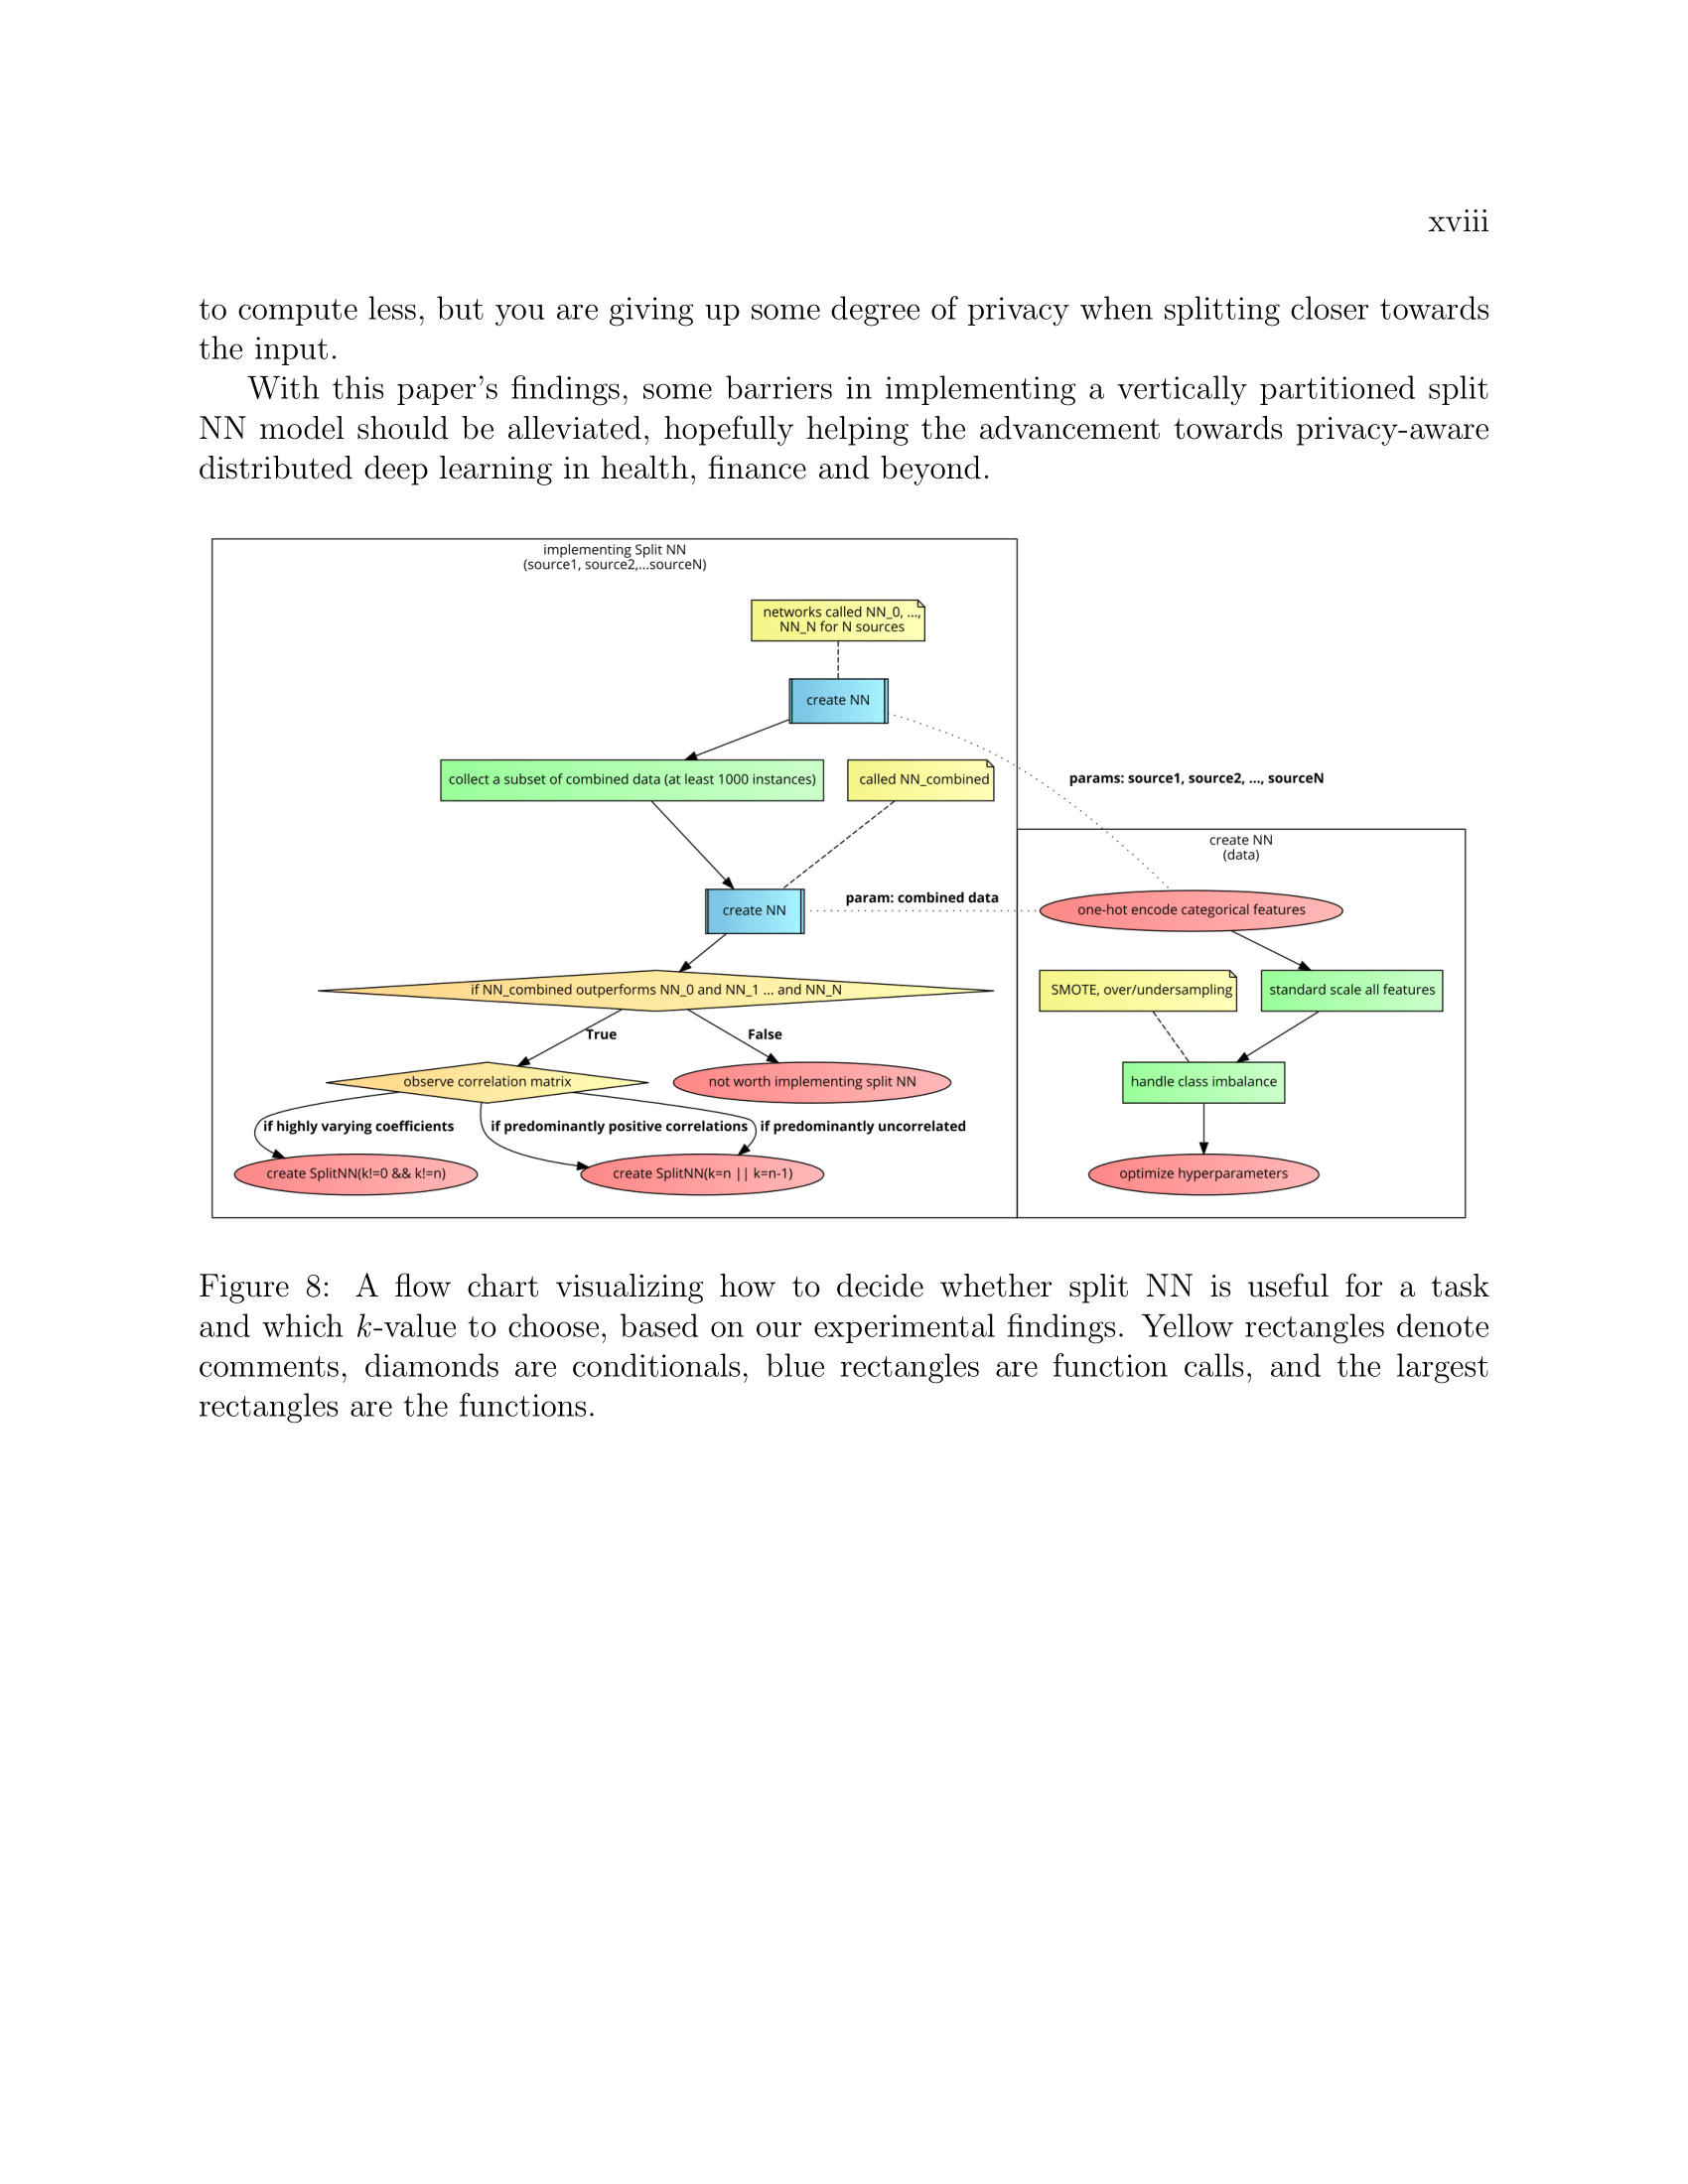 xviii
to compute less, but you are giving up some degree of privacy when splitting closer towards
the input.
With this paper's findings, some barriers in implementing a vertically partitioned split
NN model should be alleviated, hopefully helping the advancement towards privacy-aware
distributed deep learning in health, finance and beyond.
implementing Split NN
(source1, source2,...sourceN)
networks called NN_0, ...,
NN_N for N sources
create NN
collect a subset of combined data (at least 1000 instances)
called NN_combined
params: source1, source2, ..., sourceN
create NN
(data)
create NN
param: combined data
one-hot encode categorical features
if NN_combined outperforms NN_0 and NN_1 ... and NN_N
SMOTE, over/undersampling
standard scale all features
True
False
observe correlation matrix
not worth implementing split NN
handle class imbalance
if highly varying coefficients
if predominantly positive correlations
if predominantly uncorrelated
create SplitNN(k!=0 && k!=n)
create SplitNN(k=n || k=n-1)
optimize hyperparameters
Figure 8: A flow chart visualizing how to decide whether split NN is useful for a task
and which k-value to choose, based on our experimental findings. Yellow rectangles denote
comments, diamonds are conditionals, blue rectangles are function calls, and the largest
rectangles are the functions.